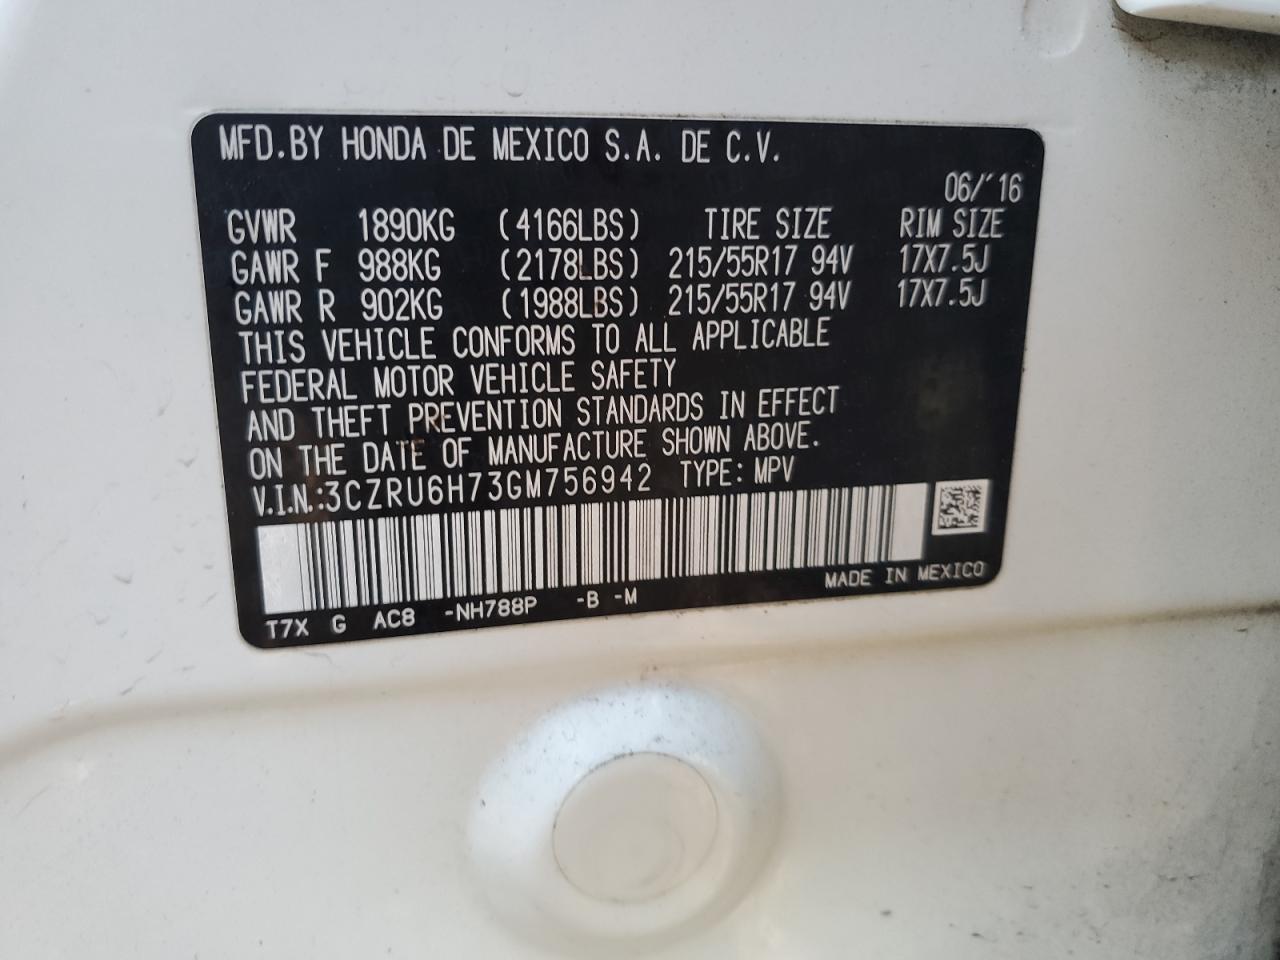 MFD.BY HONDA DE MEXICO S.A. DE C.V.
06/'16
GVWR 1890KG (4166LBS) TIRE SIZE RIM SIZE
GAWR F 988KG (2178LBS) 215/55R17 94V 17X7.5J
GAWR R 902KG (1988LBS) 215/55R17 94V 17X7.5J
THIS VEHICLE CONFORMS TO ALL APPLICABLE
FEDERAL MOTOR VEHICLE SAFETY
AND THEFT PREVENTION STANDARDS IN EFFECT
ON THE DATE OF MANUFACTURE SHOWN ABOVE.
V.I.N.:3CZRU6H73GM756942 TYPE: MPV
MADE IN MEXICO
T7X G AC8 -NH788P -B -M